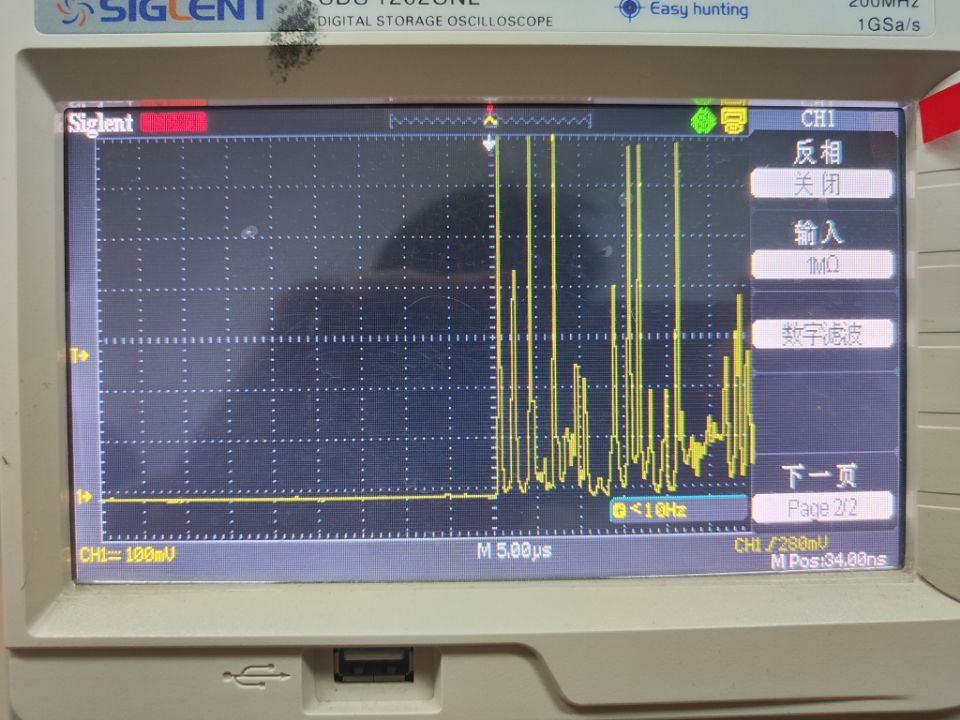 SIGLENT
DIGITAL STORAGE OSCILLOSCOPE
Easy hunting
200MHz
1GSa/s
Siglent
CH1
反相
关闭
输入
1MΩ
数字滤波
下一页
Page 2/2
T
1
<10Hz
CH1 100mV
M 5.00μs
CH1 280mV
M Pos:34.00ns